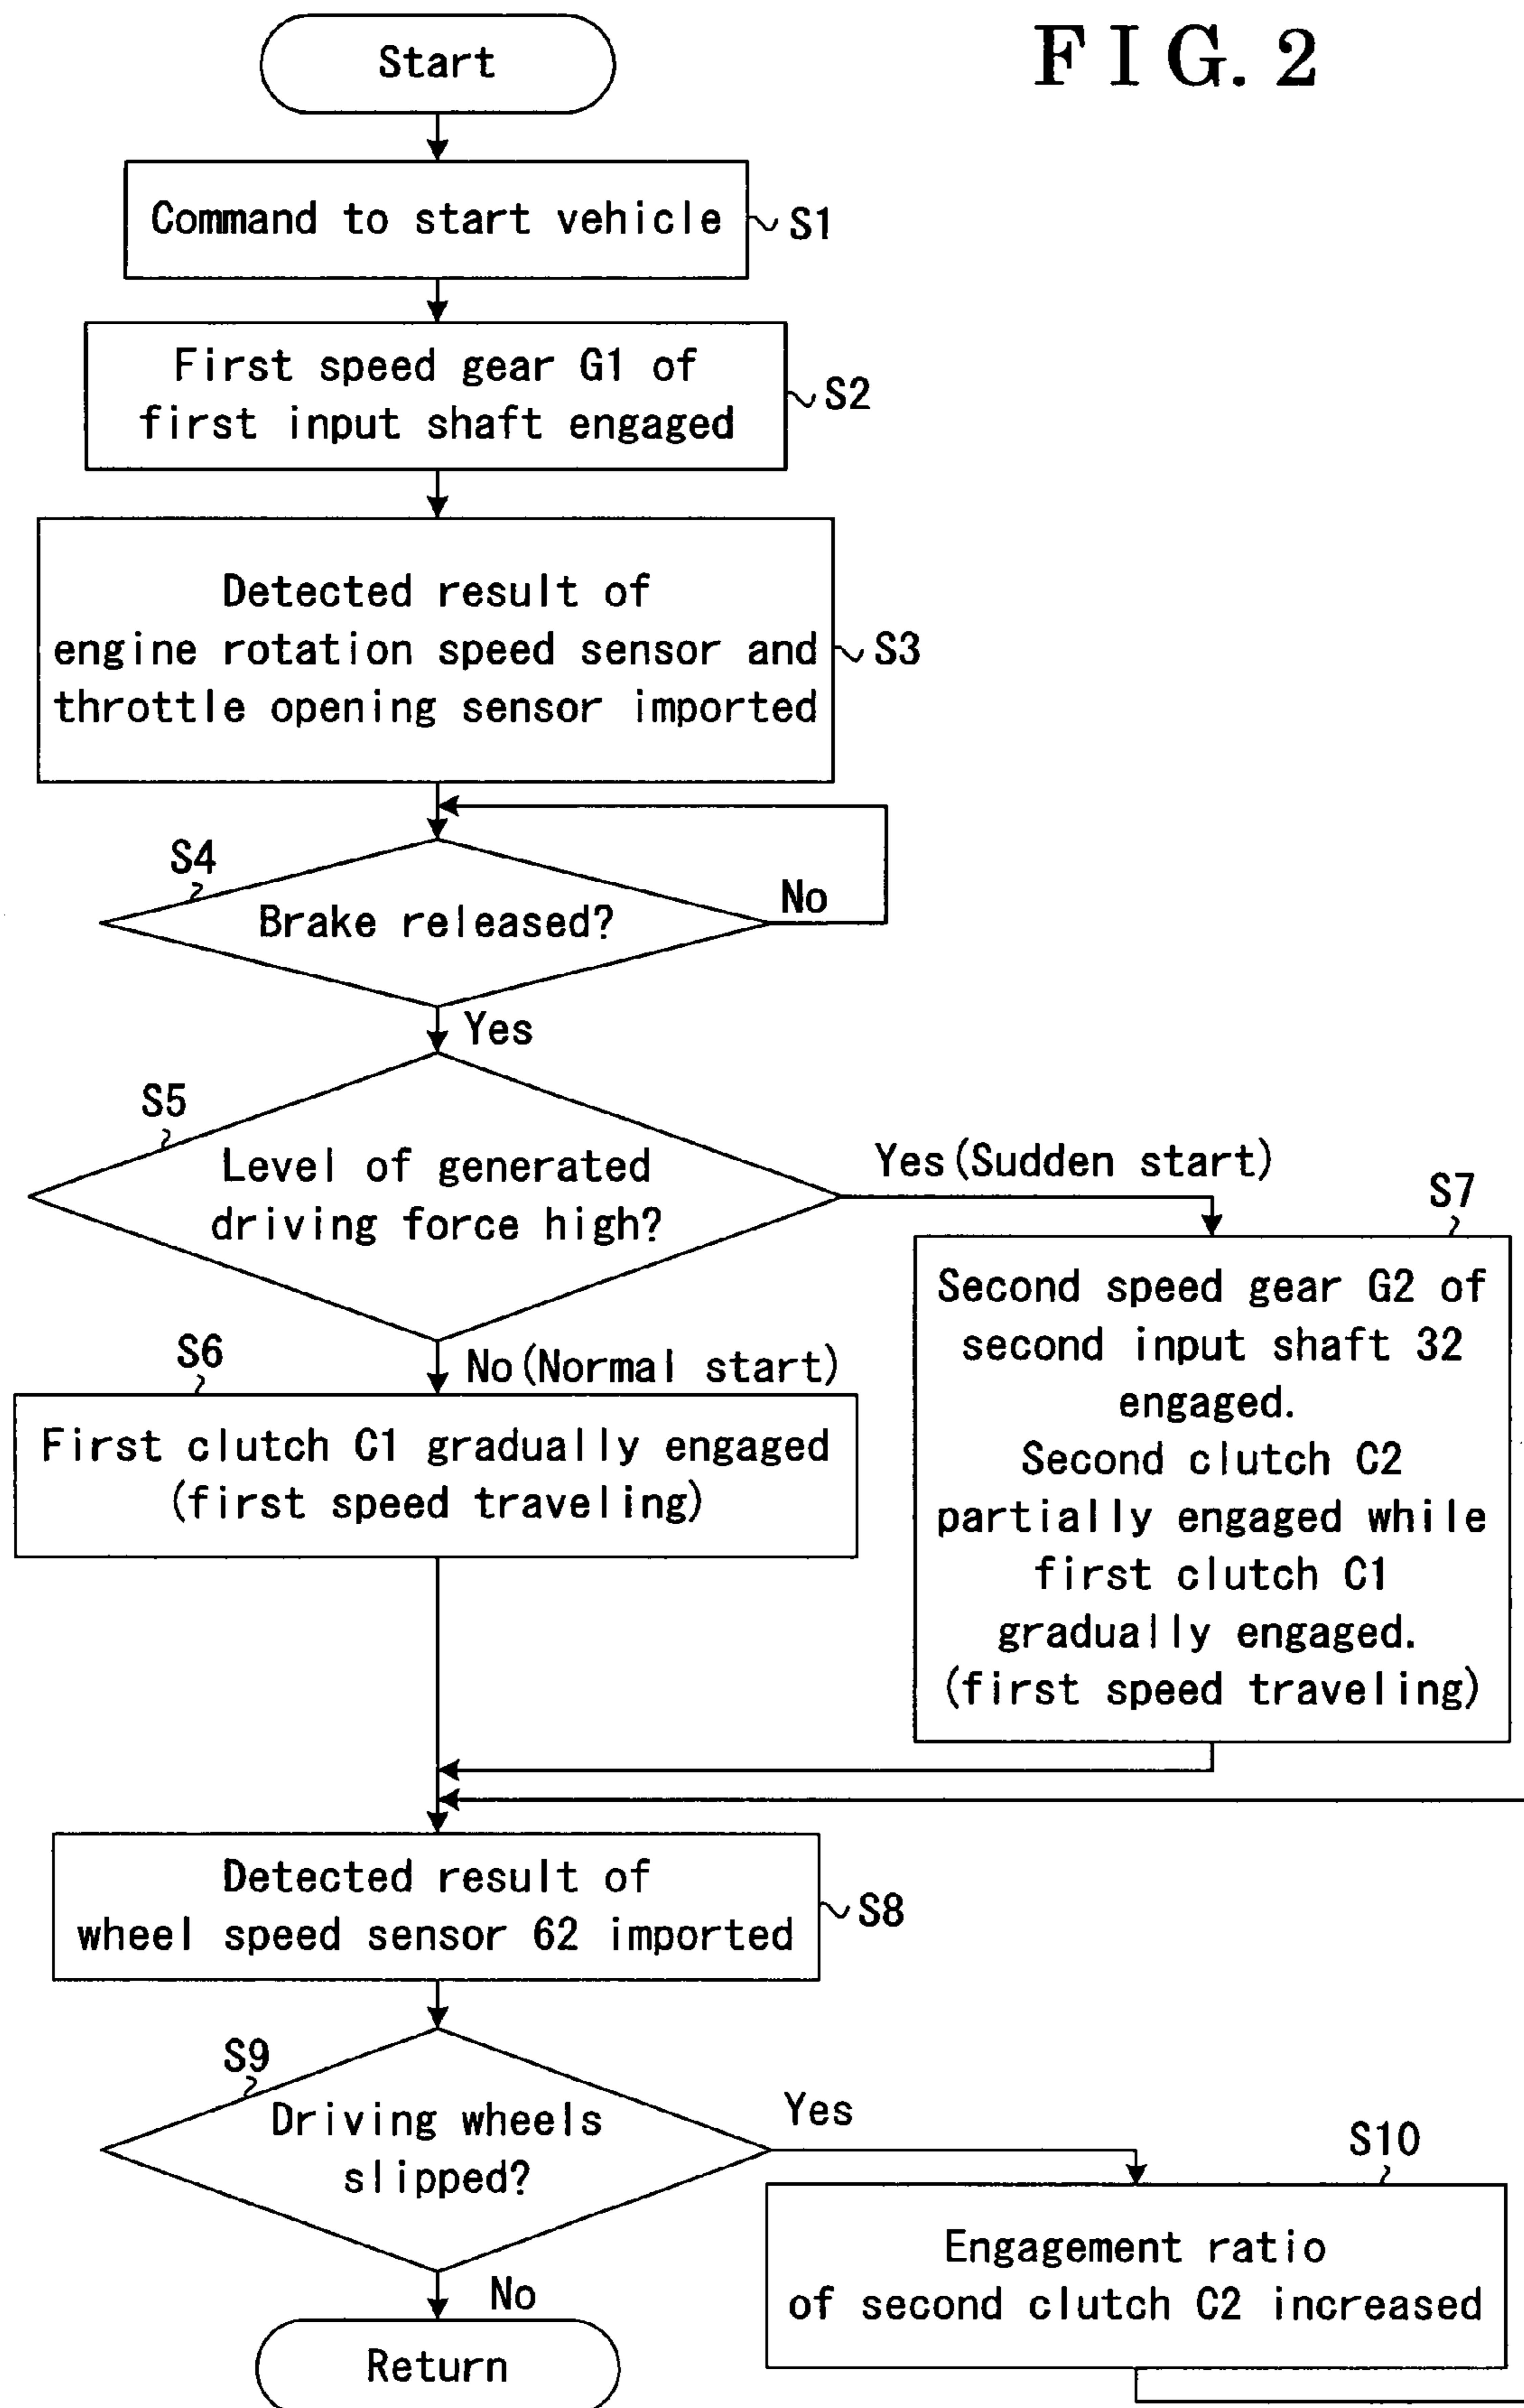 FIG. 2
Start
Command to start vehicle
S1
First speed gear G1 of
first input shaft engaged
S2
Detected result of
engine rotation speed sensor and
throttle opening sensor imported
S3
S4
Brake released?
No
Yes
S5
Level of generated
driving force high?
Yes(Sudden start)
No(Normal start)
S6
First clutch C1 gradually engaged
(first speed traveling)
S7
Second speed gear G2 of
second input shaft 32
engaged.
Second clutch C2
partially engaged while
first clutch C1
gradually engaged.
(first speed traveling)
Detected result of
wheel speed sensor 62 imported
S8
S9
Driving wheels
slipped?
Yes
No
S10
Engagement ratio
of second clutch C2 increased
Return